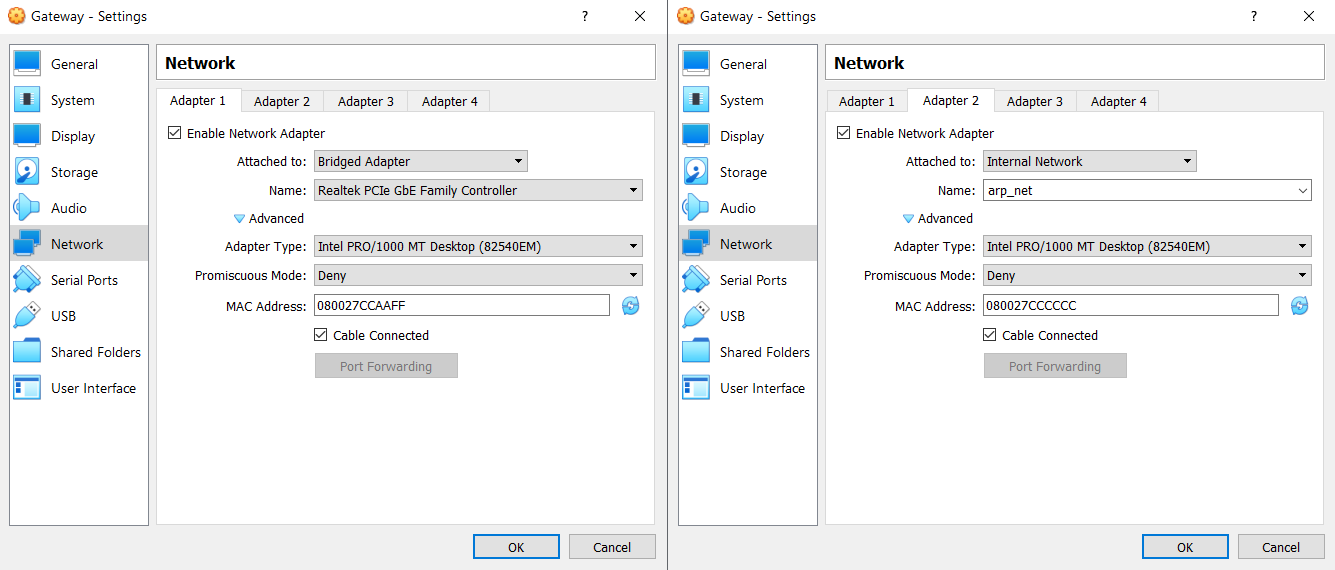 Gateway - Settings
?
General
System
Display
Storage
Audio
Network
Serial Ports
USB
Shared Folders
User Interface
Network
Adapter 1 Adapter 2 Adapter 3 Adapter 4
Enable Network Adapter
Attached to: Bridged Adapter
Name: Realtek PCIe GbE Family Controller
Advanced
Adapter Type: Intel PRO/1000 MT Desktop (82540EM)
Promiscuous Mode: Deny
MAC Address: 080027CCAAFF
Cable Connected
Port Forwarding
OK Cancel
Gateway - Settings
?
General
System
Display
Storage
Audio
Network
Serial Ports
USB
Shared Folders
User Interface
Network
Adapter 1 Adapter 2 Adapter 3 Adapter 4
Enable Network Adapter
Attached to: Internal Network
Name: arp_net
Advanced
Adapter Type: Intel PRO/1000 MT Desktop (82540EM)
Promiscuous Mode: Deny
MAC Address: 080027CCCCCC
Cable Connected
Port Forwarding
OK Cancel